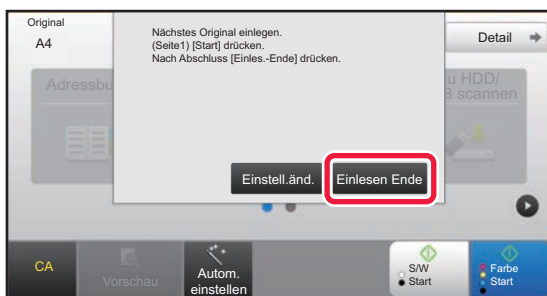 Original
A4
Nächstes Original einlegen.
(Seite1) [Start] drücken.
Nach Abschluss [Einles.-Ende] drücken.
Detail
Adressbu
u HDD/
B scannen
Einstell.änd.
Einlesen Ende
CA
Vorschau
Autom.
einstellen
S/W
Start
Farbe
Start